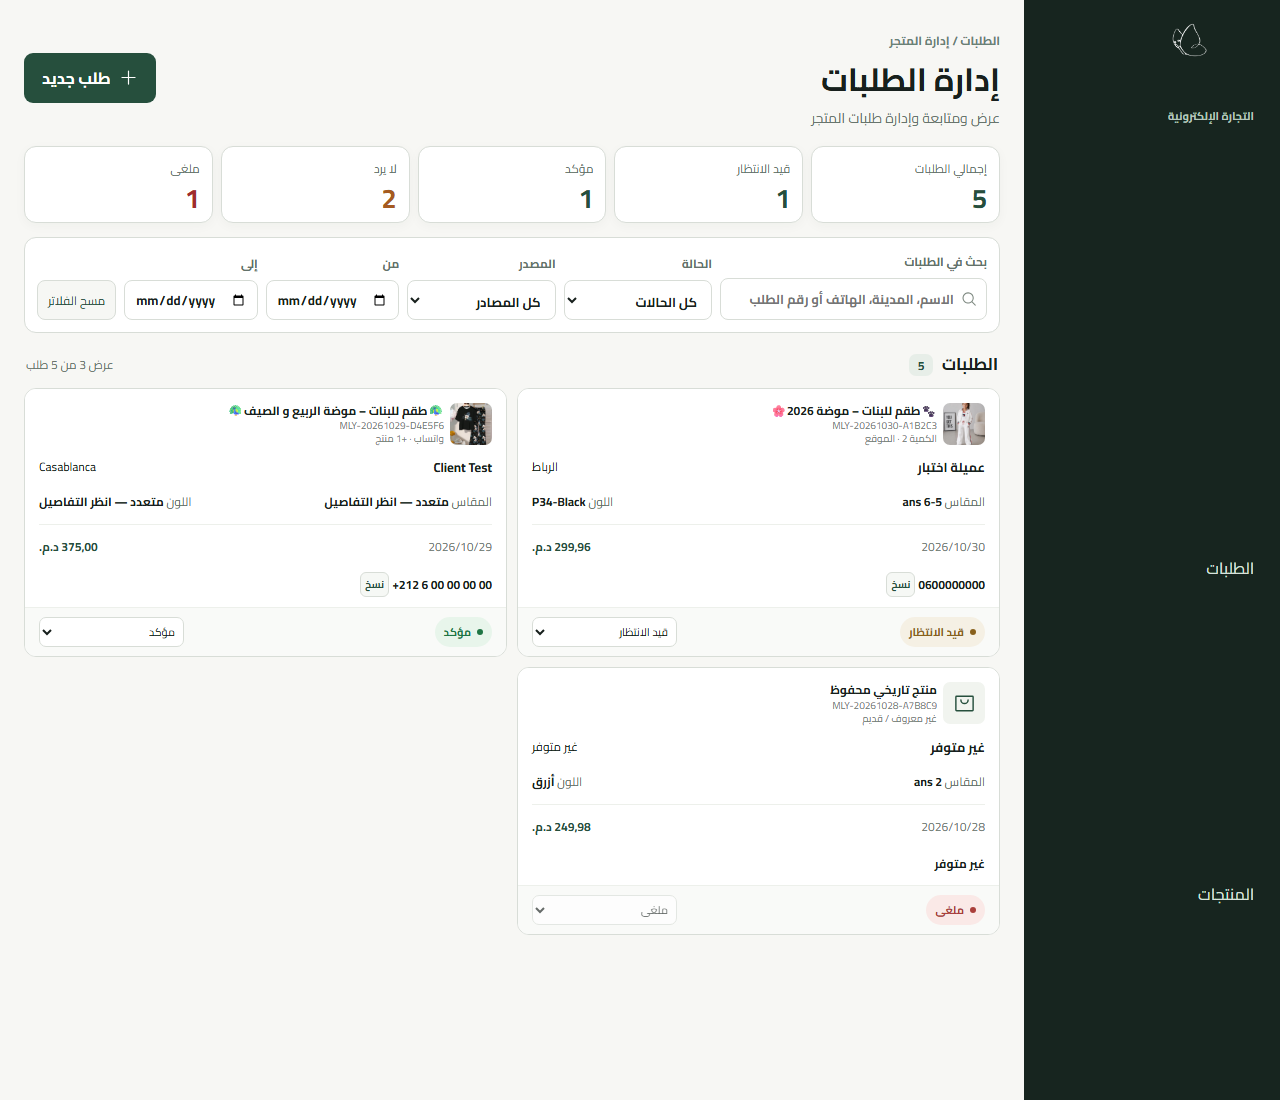 التجارة الإلكترونية
الطلبات
المنتجات
الطلبات / إدارة المتجر
إدارة الطلبات
عرض ومتابعة وإدارة طلبات المتجر
طلب جديد
إجمالي الطلبات
5
قيد الانتظار
1
مؤكد
1
لا يرد
2
ملغى
1
بحث في الطلبات
الاسم، المدينة، الهاتف أو رقم الطلب
الحالة
كل الحالات
المصدر
كل المصادر
من
mm/dd/yyyy
إلى
mm/dd/yyyy
مسح الفلاتر
الطلبات 5
عرض 3 من 5 طلب
🐾 طقم للبنات – موضة 2026 🌸
MLY-20261030-A1B2C3
الكمية 2 · الموقع
عميلة اختبار
الرباط
المقاس 5-6 ans
اللون P34-Black
2026/10/30
299,96 د.م.
0600000000 نسخ
قيد الانتظار
قيد الانتظار
🦚 طقم للبنات – موضة الربيع و الصيف 🦚
MLY-20261029-D4E5F6
واتساب · +1 منتج
Client Test
Casablanca
المقاس متعدد — انظر التفاصيل
اللون متعدد — انظر التفاصيل
2026/10/29
375,00 د.م.
+212 6 00 00 00 00 نسخ
مؤكد
مؤكد
منتج تاريخي محفوظ
MLY-20261028-A7B8C9
غير معروف / قديم
غير متوفر
غير متوفر
المقاس 2 ans
اللون أزرق
2026/10/28
249,98 د.م.
غير متوفر
ملغى
ملغى